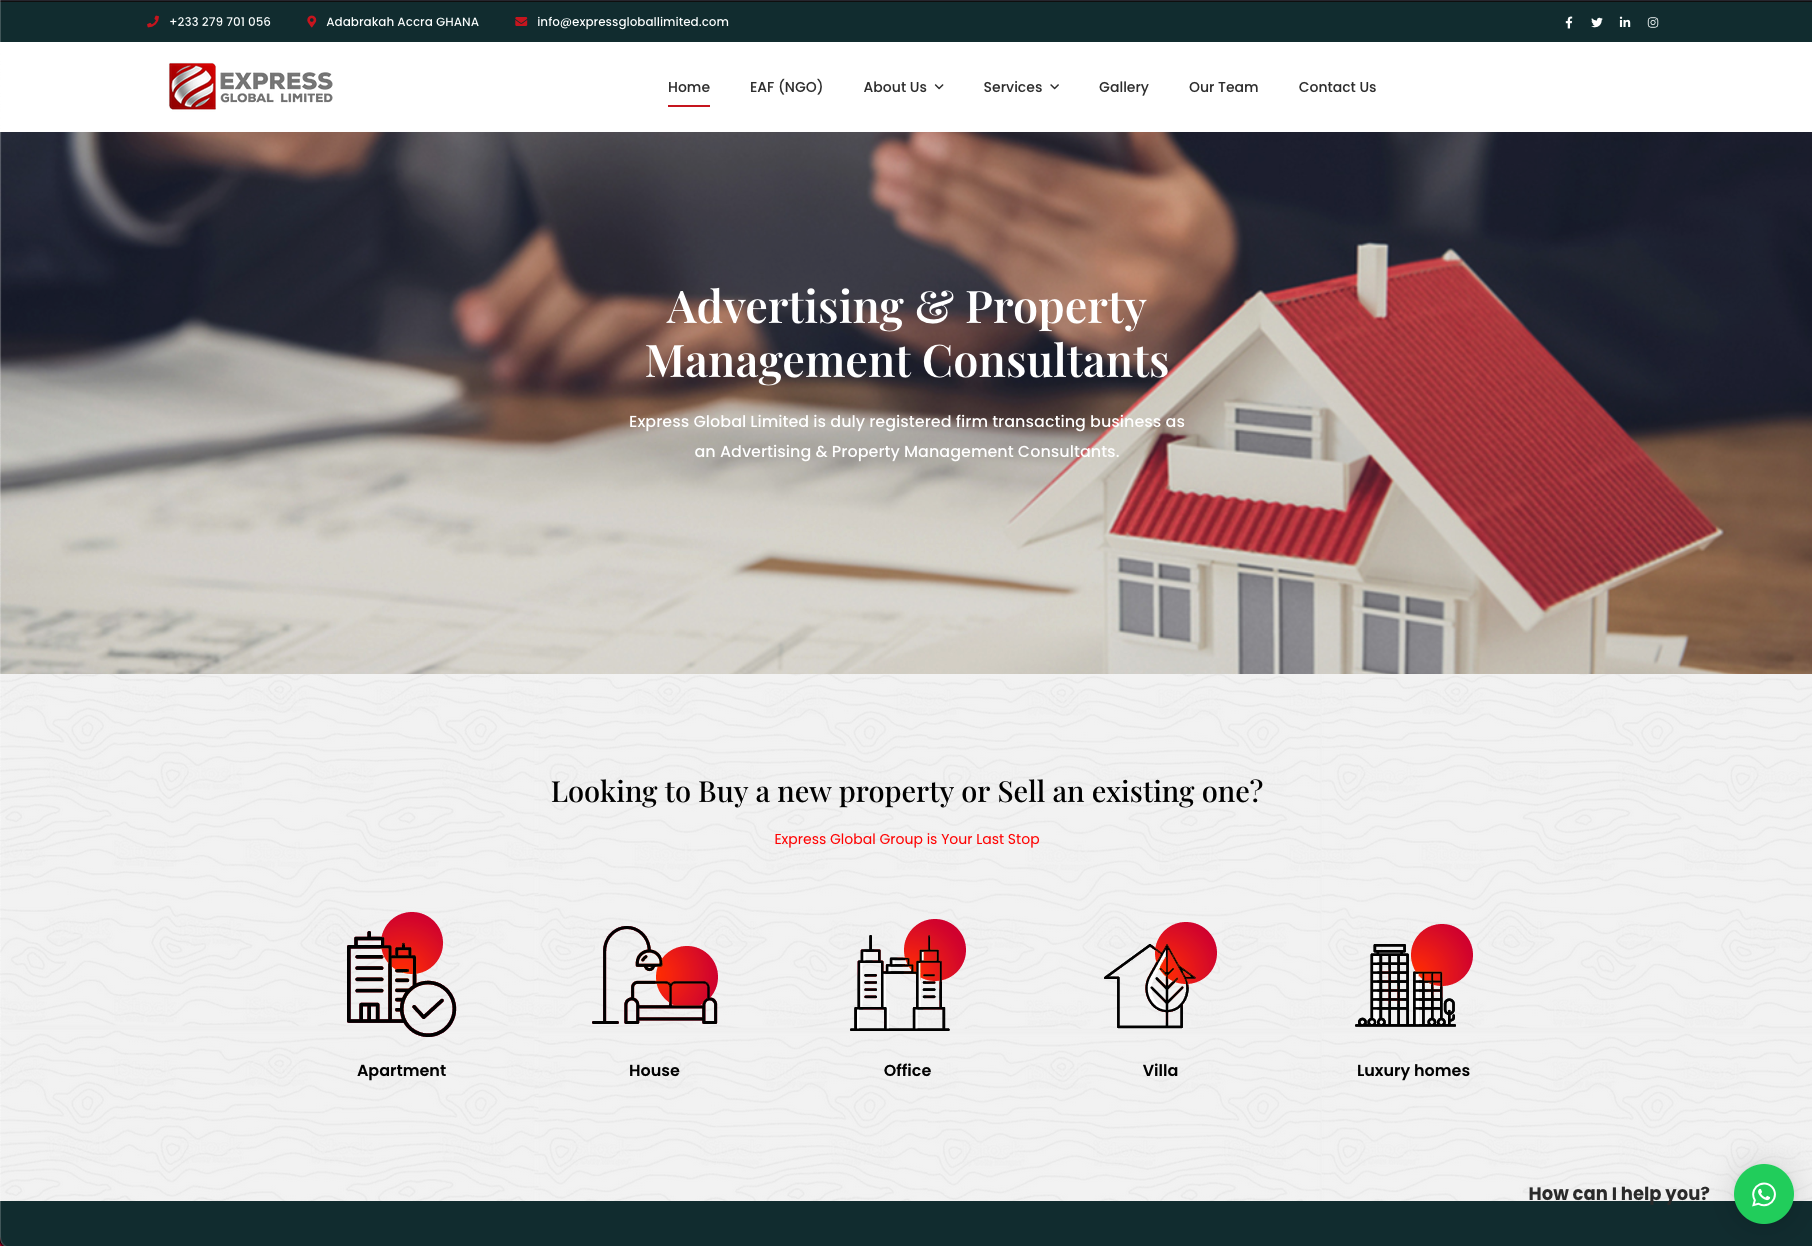 +233 279 701 056
Adabrakah Accra GHANA
info@expressgloballimited.com
EXPRESS
GLOBAL LIMITED
Home
EAF (NGO)
About Us
Services
Gallery
Our Team
Contact Us
Advertising & Property
Management Consultants
Express Global Limited is duly registered firm transacting business as
an Advertising & Property Management Consultants.
Looking to Buy a new property or Sell an existing one?
Express Global Group is Your Last Stop
Apartment
House
Office
Villa
Luxury homes
How can I help you?